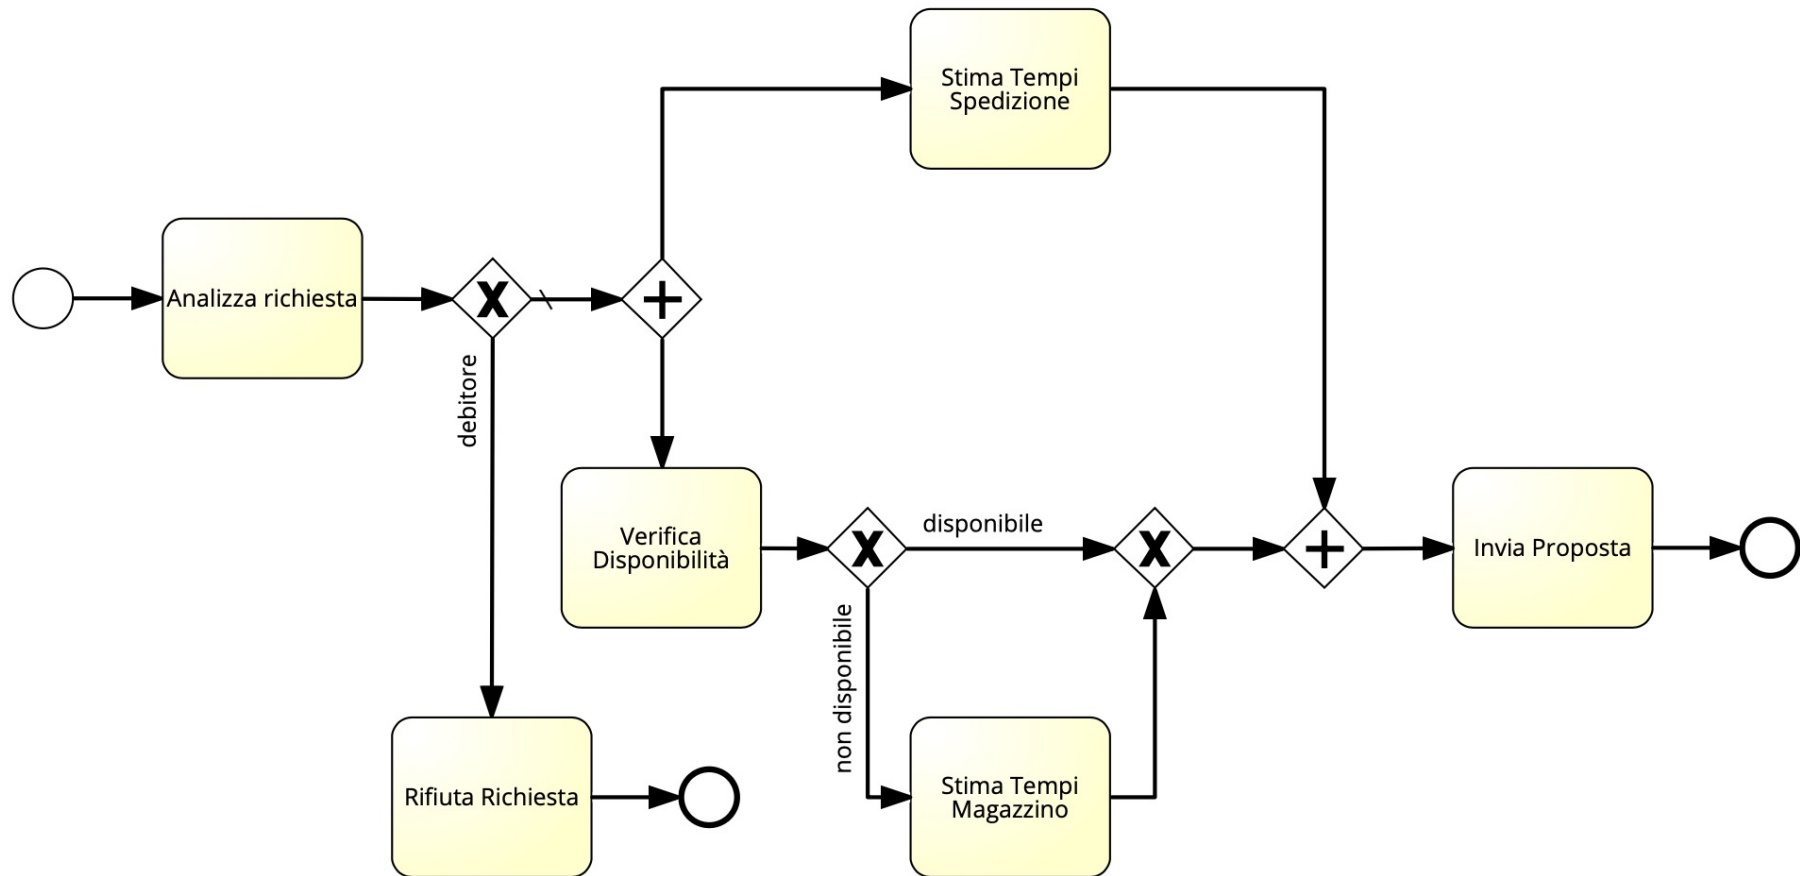 Stima Tempi
Spedizione
Analizza richiesta
debitore
Verifica
Disponibilità
disponibile
Invia Proposta
non disponibile
Rifiuta Richiesta
Stima Tempi
Magazzino